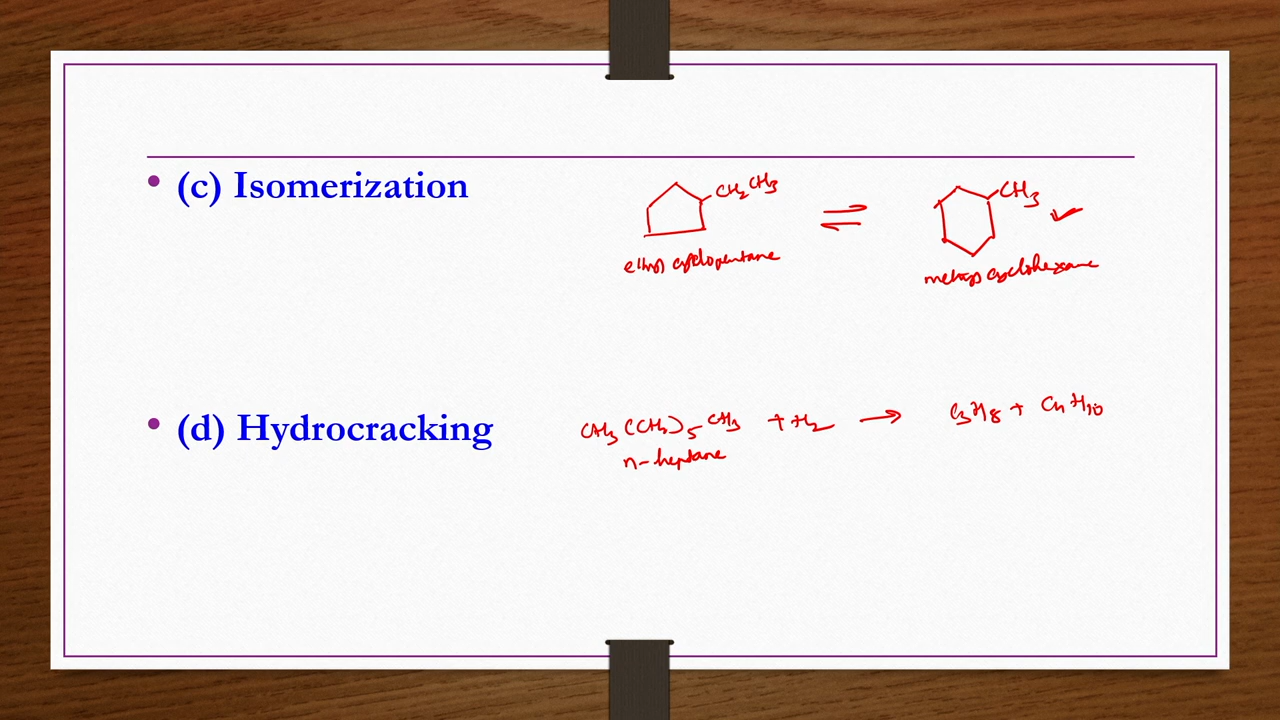 • (c) Isomerization
CH2CH3 ⇌ CH3 ✓
ethyl cyclopentane
methyl cyclohexane
• (d) Hydrocracking
CH3(CH2)5CH3 + H2 → C3H8 + C4H10
n-heptane